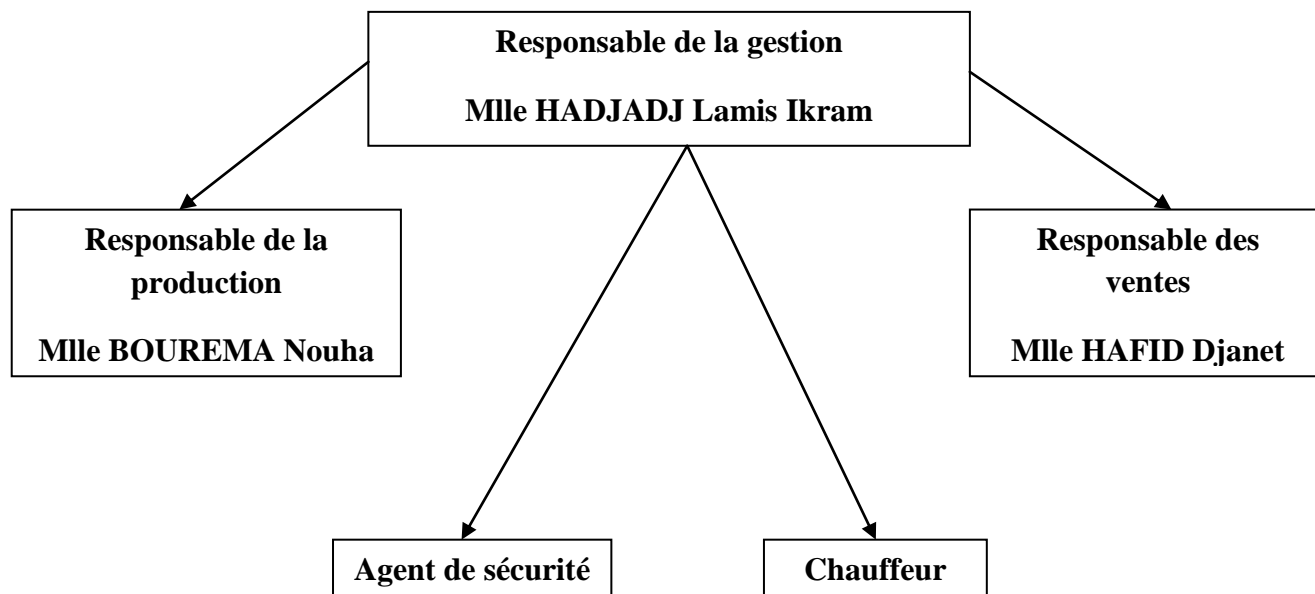 Responsable de la gestion
Mlle HADJADJ Lamis Ikram
Responsable de la
production
Mlle BOUREMA Nouha
Responsable des
ventes
Mlle HAFID Djanet
Agent de sécurité
Chauffeur